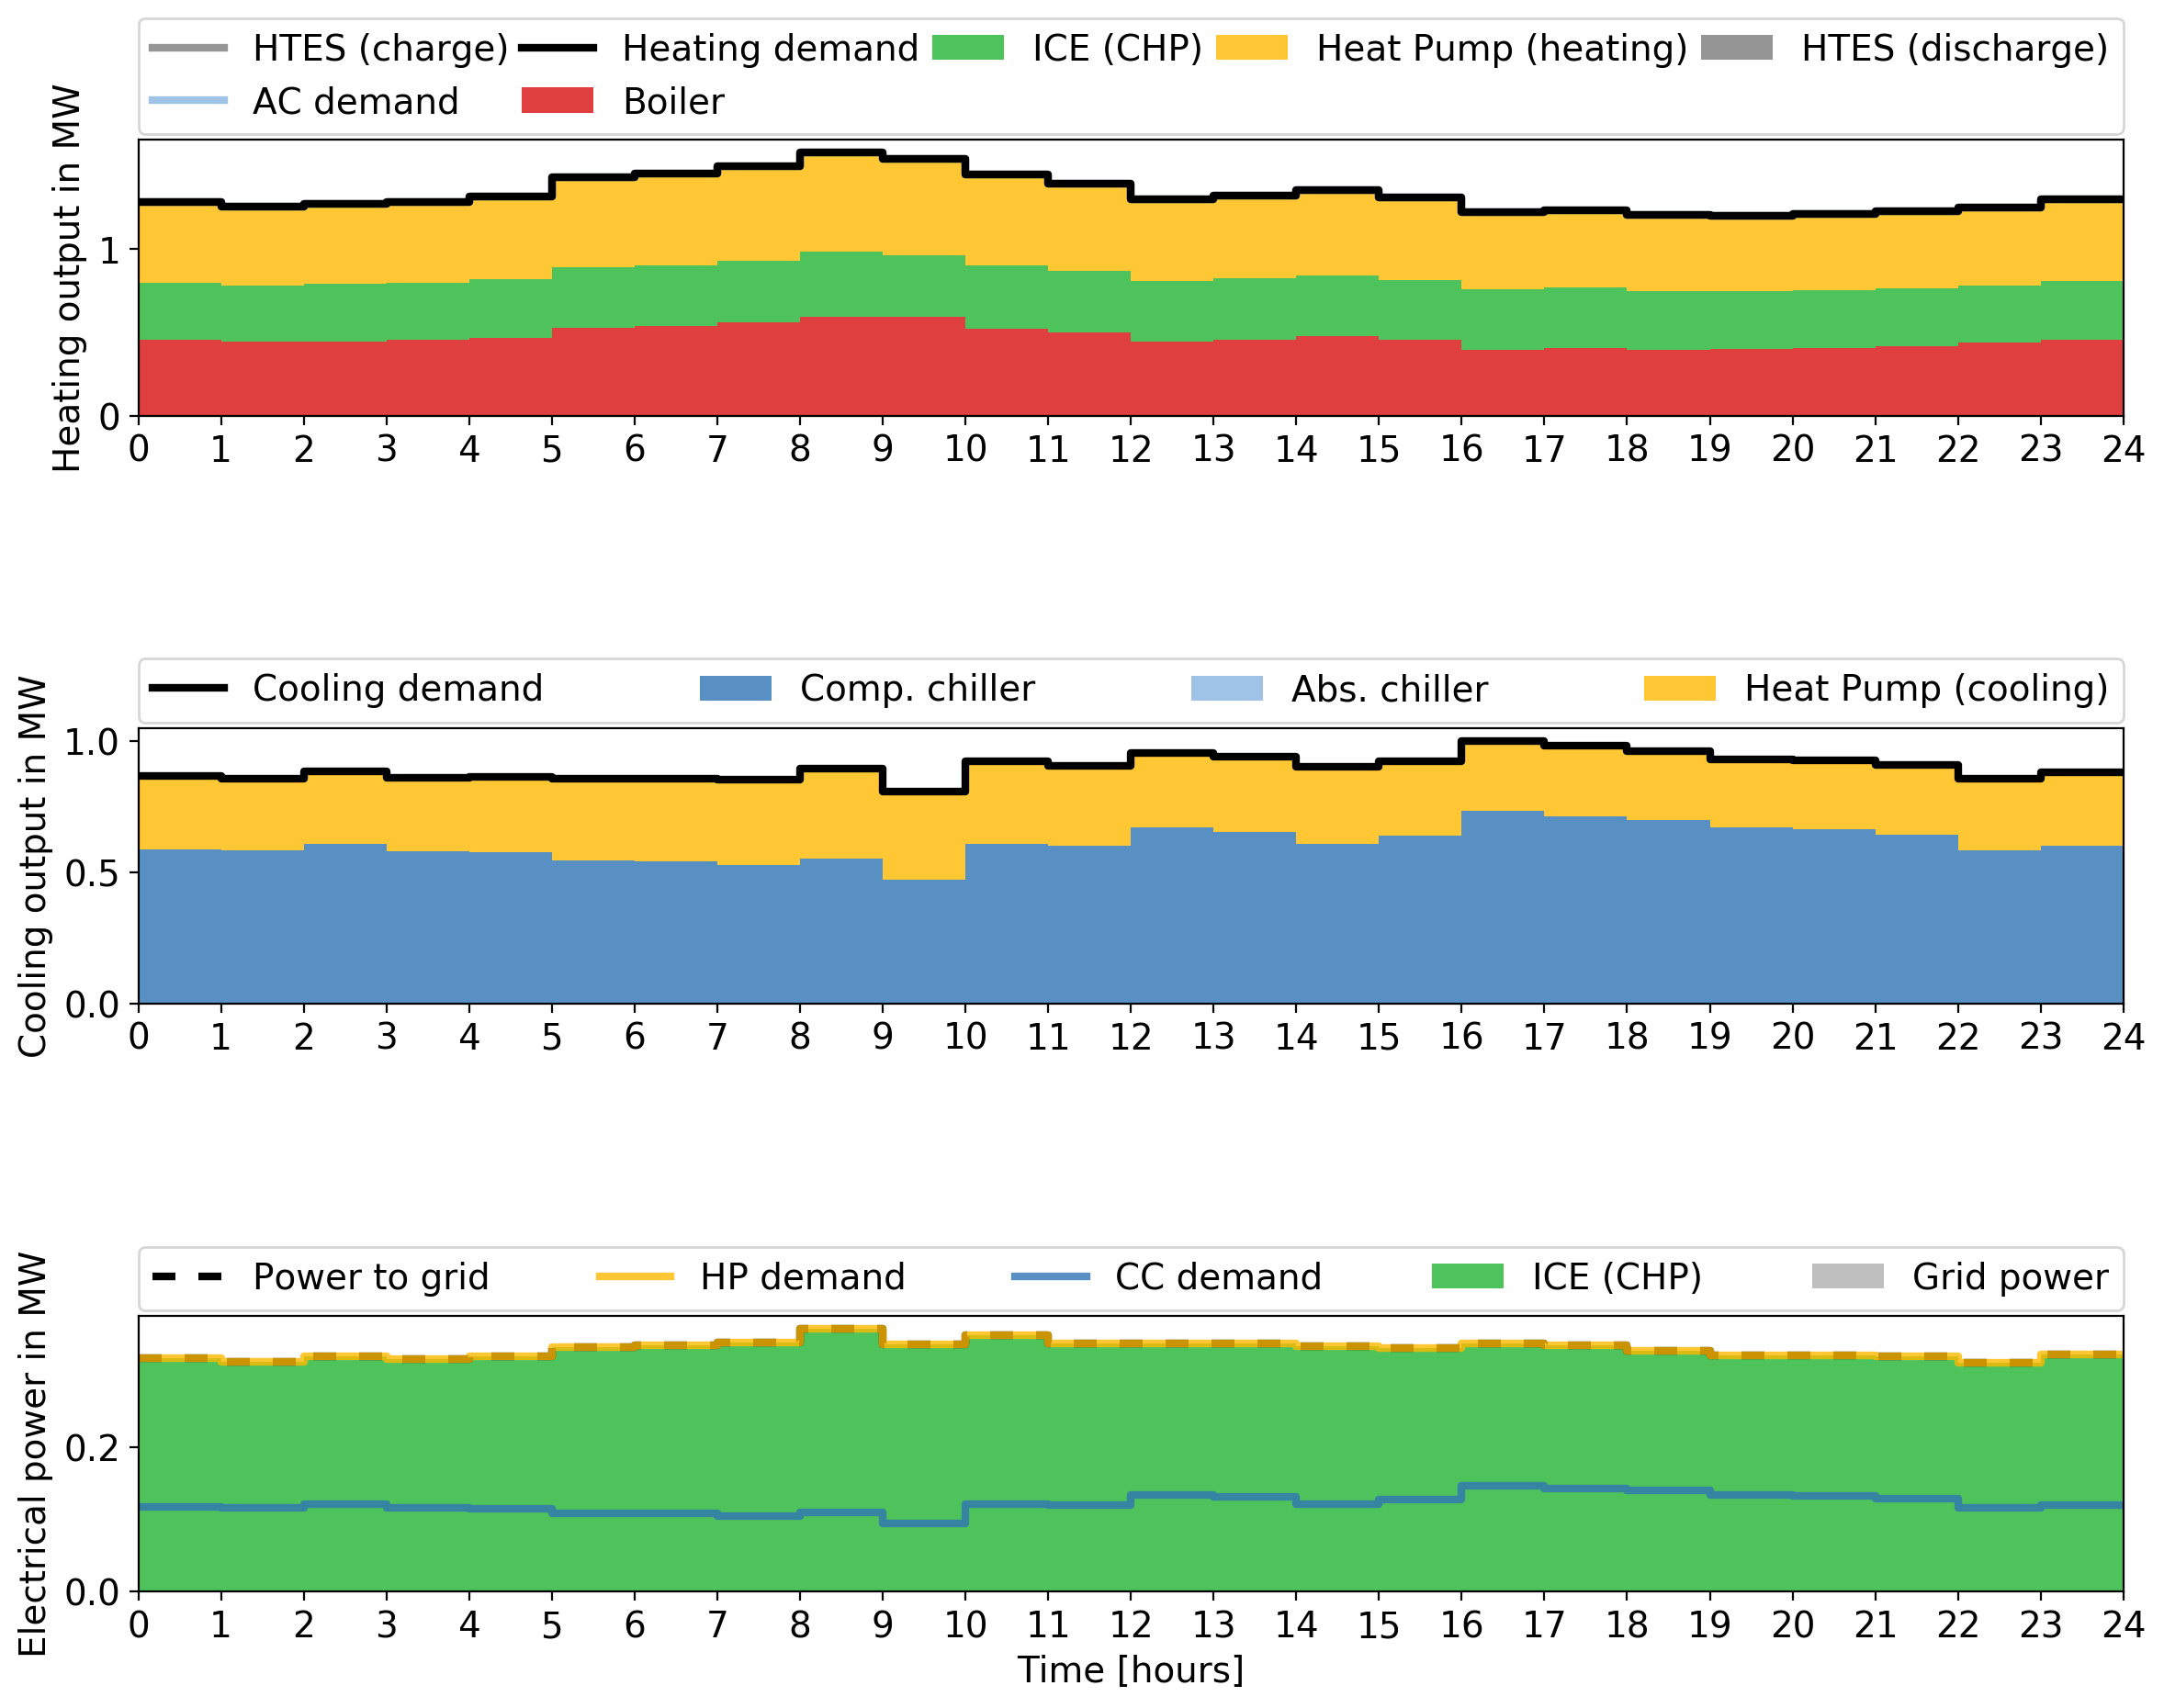 HTES (charge) Heating demand ICE (CHP) Heat Pump (heating) HTES (discharge)
AC demand Boiler
Heating output in MW
1
0
0 1 2 3 4 5 6 7 8 9 10 11 12 13 14 15 16 17 18 19 20 21 22 23 24
Cooling demand Comp. chiller Abs. chiller Heat Pump (cooling)
Cooling output in MW
1.0
0.5
0.0
0 1 2 3 4 5 6 7 8 9 10 11 12 13 14 15 16 17 18 19 20 21 22 23 24
Power to grid HP demand CC demand ICE (CHP) Grid power
Electrical power in MW
0.2
0.0
0 1 2 3 4 5 6 7 8 9 10 11 12 13 14 15 16 17 18 19 20 21 22 23 24
Time [hours]